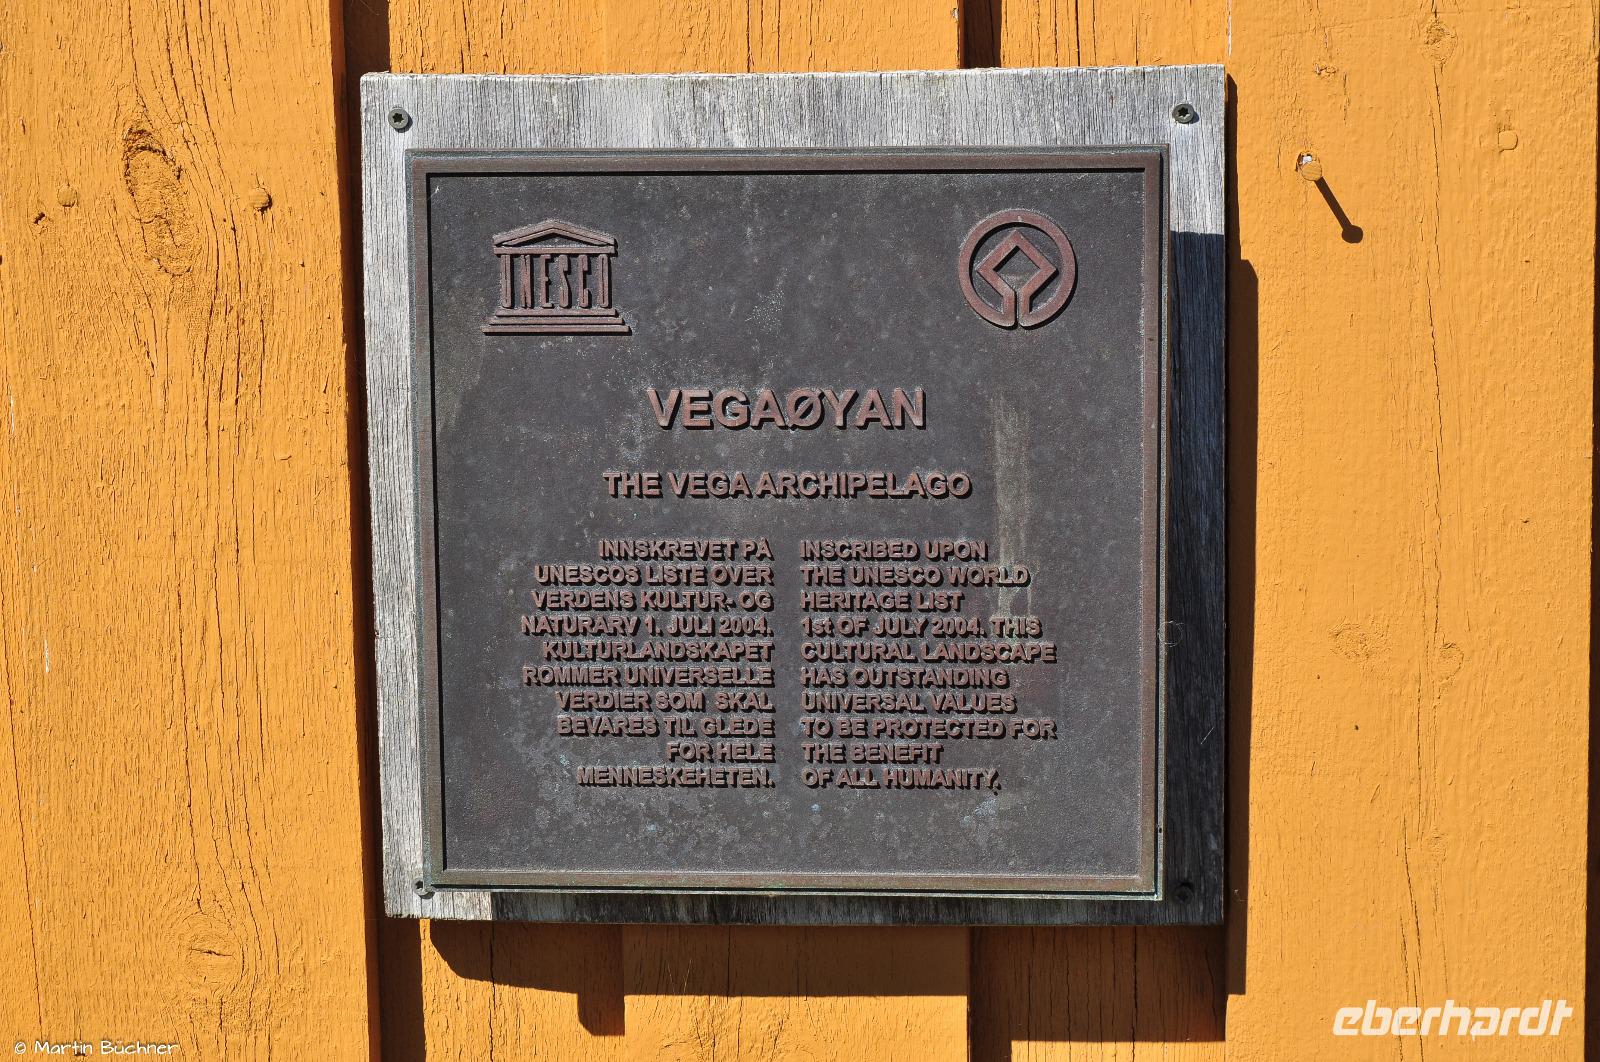 UNESCO
VEGAØYAN
THE VEGA ARCHIPELAGO
INNSKREVET PÅ
UNESCOS LISTE OVER
VERDENS KULTUR- OG
NATURARV 1. JULI 2004.
KULTURLANDSKAPET
ROMMER UNIVERSELLE
VERDIER SOM SKAL
BEVARES TIL GLEDE
FOR HELE
MENNESKEHETEN.
INSCRIBED UPON
THE UNESCO WORLD
HERITAGE LIST
1st OF JULY 2004. THIS
CULTURAL LANDSCAPE
HAS OUTSTANDING
UNIVERSAL VALUES
TO BE PROTECTED FOR
THE BENEFIT
OF ALL HUMANITY.
© Martin Büchner
eberhardt